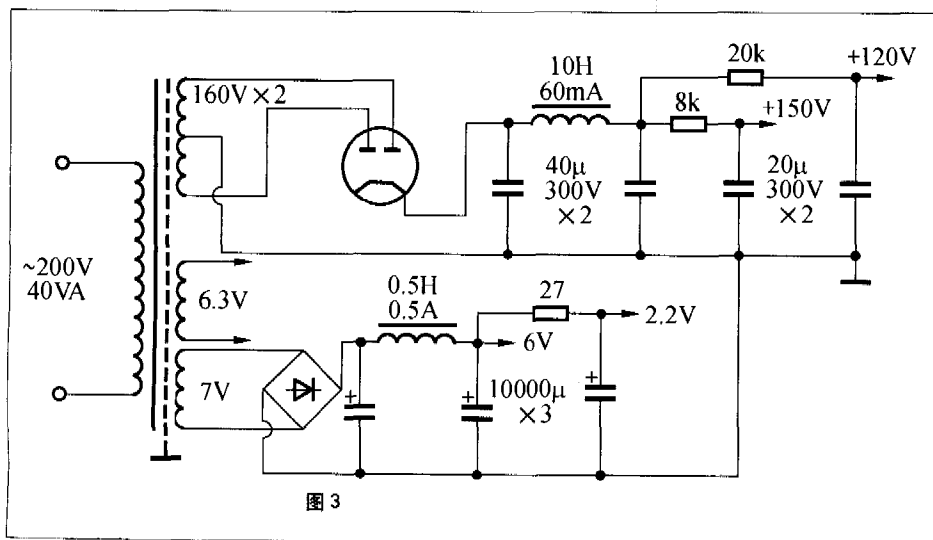 160V×2
10H
60mA
20k
+120V
8k
+150V
40μ
300V
×2
20μ
300V
×2
~200V
40VA
6.3V
0.5H
0.5A
27
2.2V
6V
7V
10000μ
×3
图 3